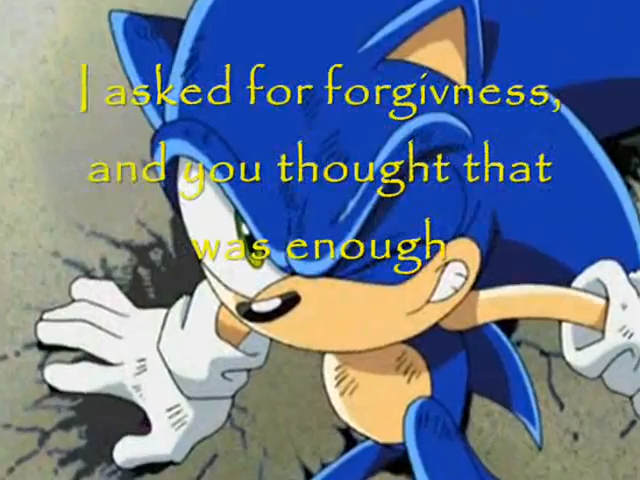 I asked for forgivness,
and you thought that
was enough